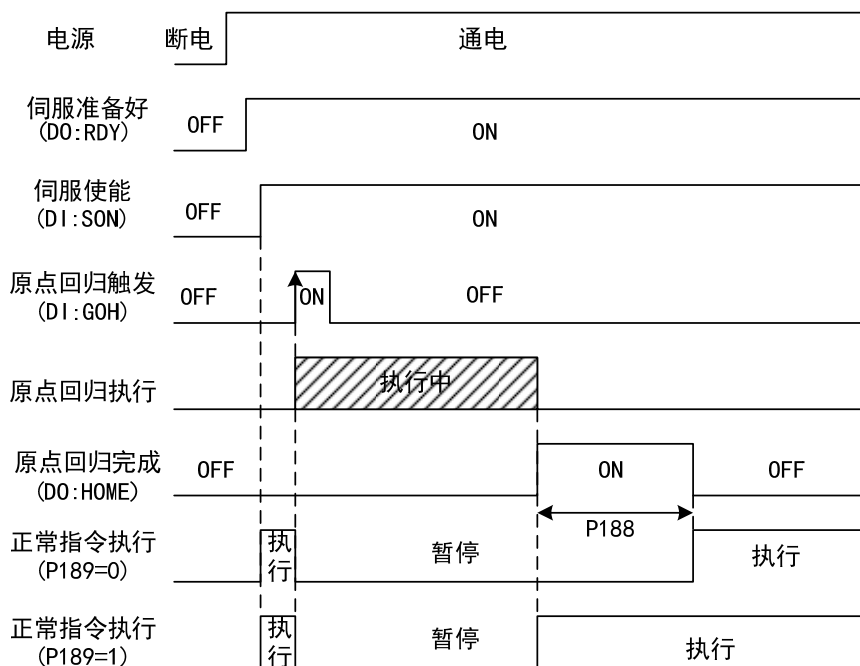 电源 断电 通电
伺服准备好
(DO:RDY) OFF ON
伺服使能
(DI:SON) OFF ON
原点回归触发
(DI:GOH) OFF ON OFF
原点回归执行 执行中
原点回归完成
(DO:HOME) OFF ON OFF
P188
正常指令执行
(P189=0) 执行 暂停 执行
正常指令执行
(P189=1) 执行 暂停 执行